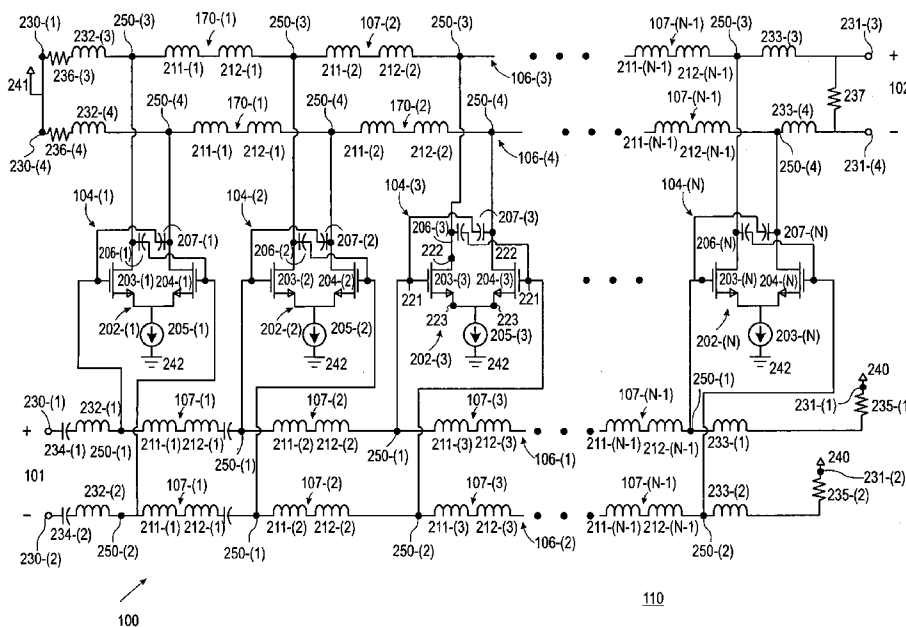 230-(1) 250-(3) 170-(1) 250-(3) 107-(2) 250-(3) 107-(N-1) 250-(3) 231-(3)
232-(3) 233-(3)
+
241 236-(3) 211-(1) 212-(1) 211-(2) 212-(2) 106-(3) 211-(N-1) 212-(N-1)
250-(4) 170-(1) 250-(4) 170-(2) 250-(4) 107-(N-1) 237 102
232-(4) 233-(4)
−
230-(4) 236-(4) 211-(1) 212-(1) 211-(2) 212-(2) 106-(4) 211-(N-1) 212-(N-1) 250-(4) 231-(4)
104-(1) 104-(2) 104-(3) 104-(N)
207-(1) 207-(2) 206-(3) 207-(3) 207-(N)
206-(1) 206-(2) 222 222 206-(N)
203-(1) 204-(1) 203-(2) 204-(2) 221 203-(3) 204-(3) 221 203-(N) 204-(N)
202-(1) 205-(1) 202-(2) 205-(2) 223 223 205-(3) 202-(N) 203-(N)
242 242 202-(3) 242 242
240
230-(1) 232-(1) 107-(1) 107-(2) 107-(3) 107-(N-1) 250-(1) 231-(1) 235-(1)
+
234-(1) 250-(1) 211-(1) 212-(1) 250-(1) 211-(2) 212-(2) 250-(1) 211-(3) 212-(3) 106-(1) 211-(N-1) 212-(N-1) 233-(1)
101 240
232-(2) 107-(1) 107-(2) 107-(3) 107-(N-1) 233-(2) 231-(2)
235-(2)
−
234-(2) 211-(1) 212-(1) 211-(2) 212-(2) 211-(3) 212-(3) 106-(2) 211-(N-1) 212-(N-1)
230-(2) 250-(2) 250-(1) 250-(2) 250-(2)
100
110